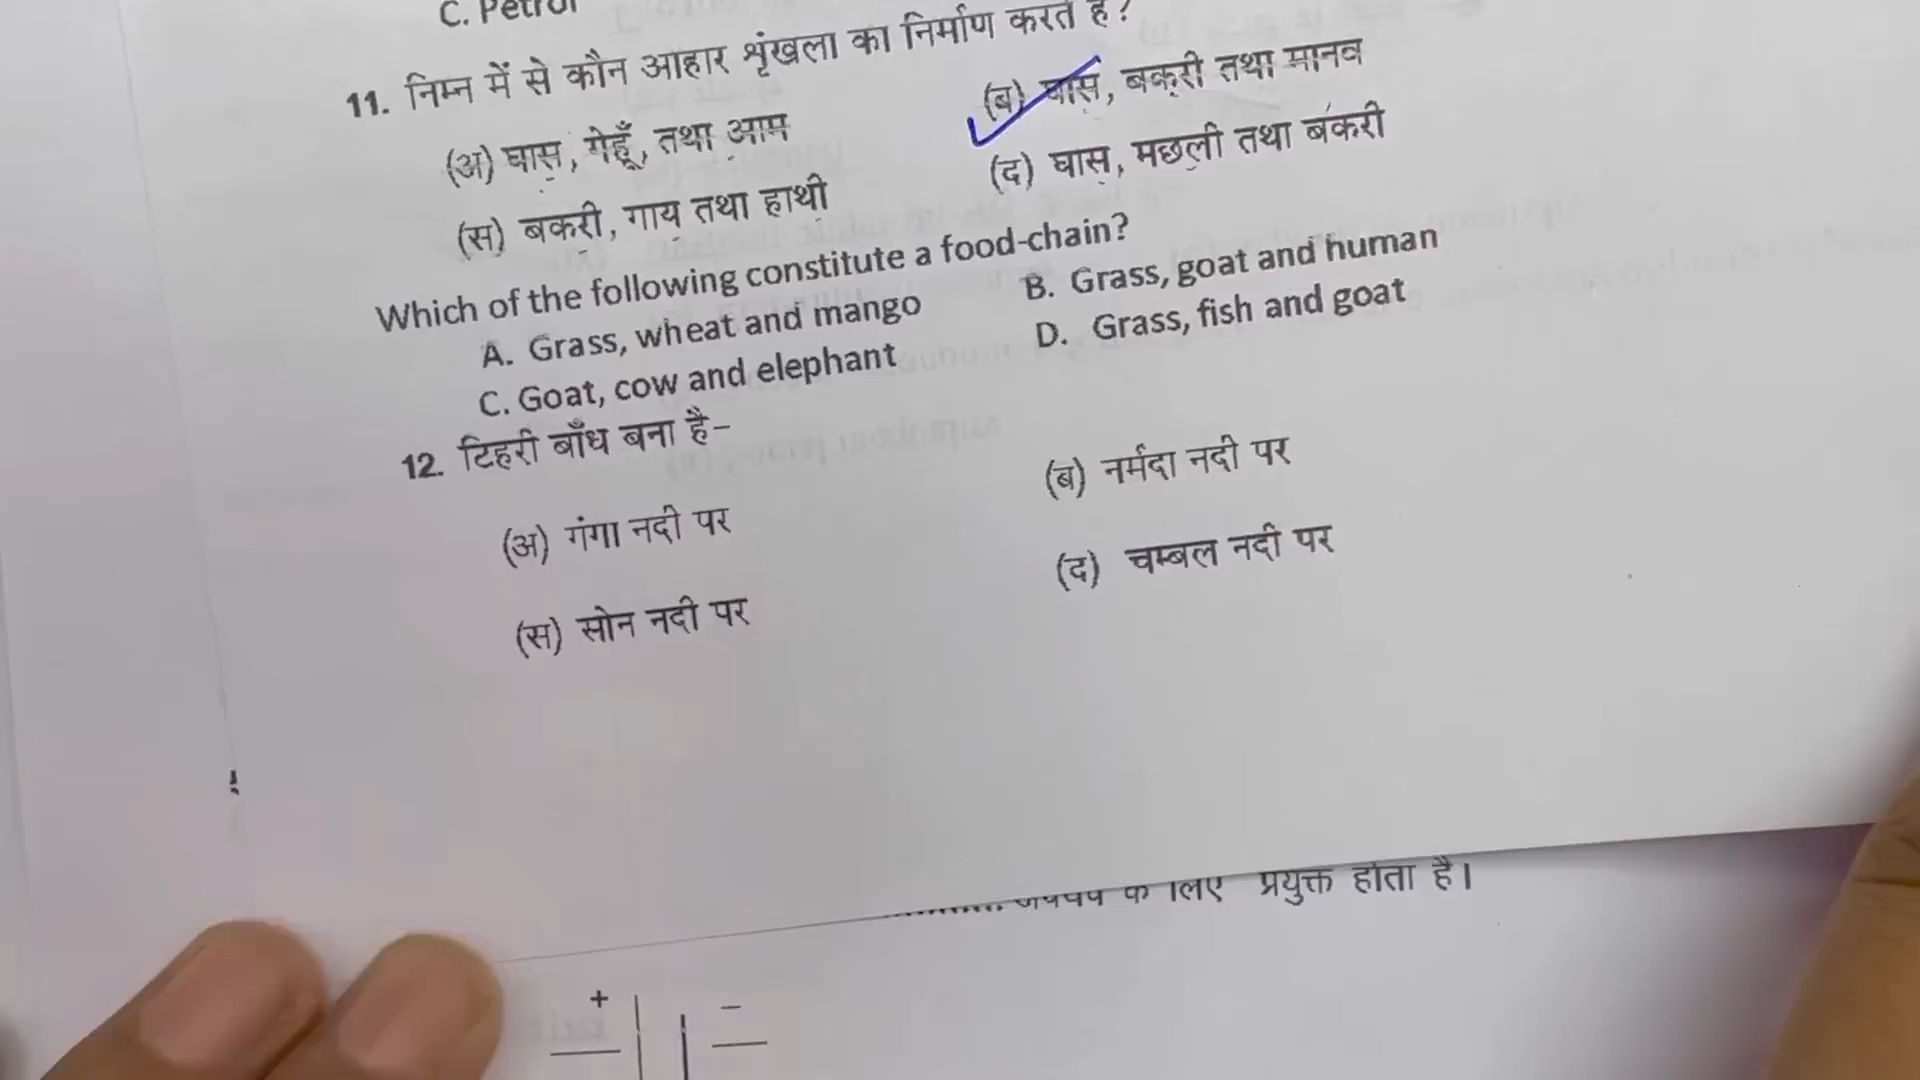 C. Petrol
11. निम्न में से कौन आहार शृंखला का निर्माण करते है?
(अ) घास, गेहूँ, तथा आम (ब) घास, बकरी तथा मानव
(स) बकरी, गाय तथा हाथी (द) घास, मछली तथा बकरी
Which of the following constitute a food-chain?
A. Grass, wheat and mango B. Grass, goat and human
C. Goat, cow and elephant D. Grass, fish and goat
12. टिहरी बाँध बना है-
(अ) गंगा नदी पर (ब) नर्मदा नदी पर
(स) सोन नदी पर (द) चम्बल नदी पर
के लिए प्रयुक्त होता है।
+ −